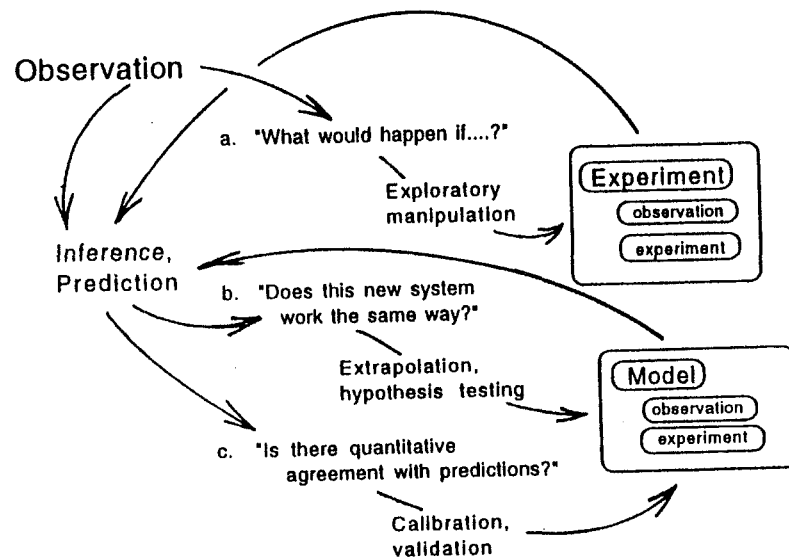 Observation
a. "What would happen if....?"
Exploratory
manipulation
Experiment
observation
experiment
Inference,
Prediction
b. "Does this new system
work the same way?"
Extrapolation,
hypothesis testing
Model
observation
experiment
c. "Is there quantitative
agreement with predictions?"
Calibration,
validation